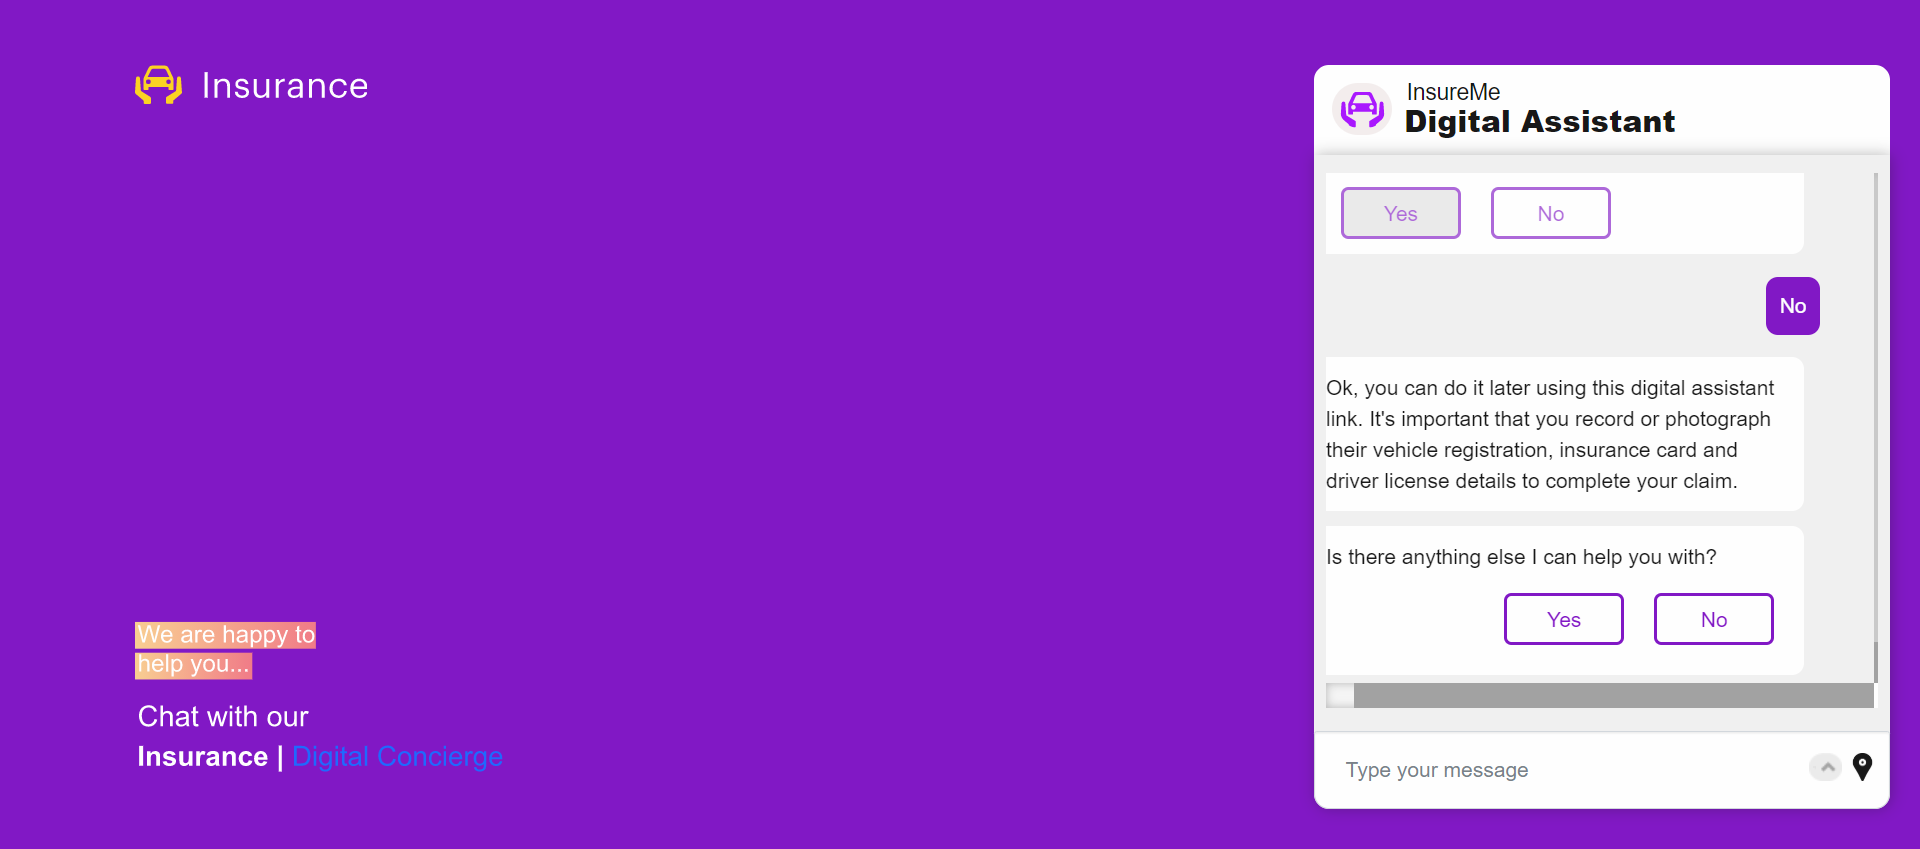 Insurance
We are happy to
help you...
Chat with our
Insurance | Digital Concierge
InsureMe
Digital Assistant
Yes No
No
Ok, you can do it later using this digital assistant
link. It's important that you record or photograph
their vehicle registration, insurance card and
driver license details to complete your claim.
Is there anything else I can help you with?
Yes No
Type your message